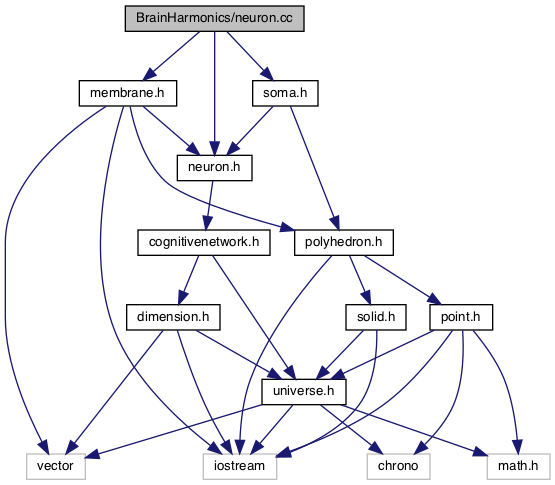 BrainHarmonics/neuron.cc
membrane.h
soma.h
neuron.h
cognitivenetwork.h
polyhedron.h
dimension.h
solid.h
point.h
universe.h
vector
iostream
chrono
math.h